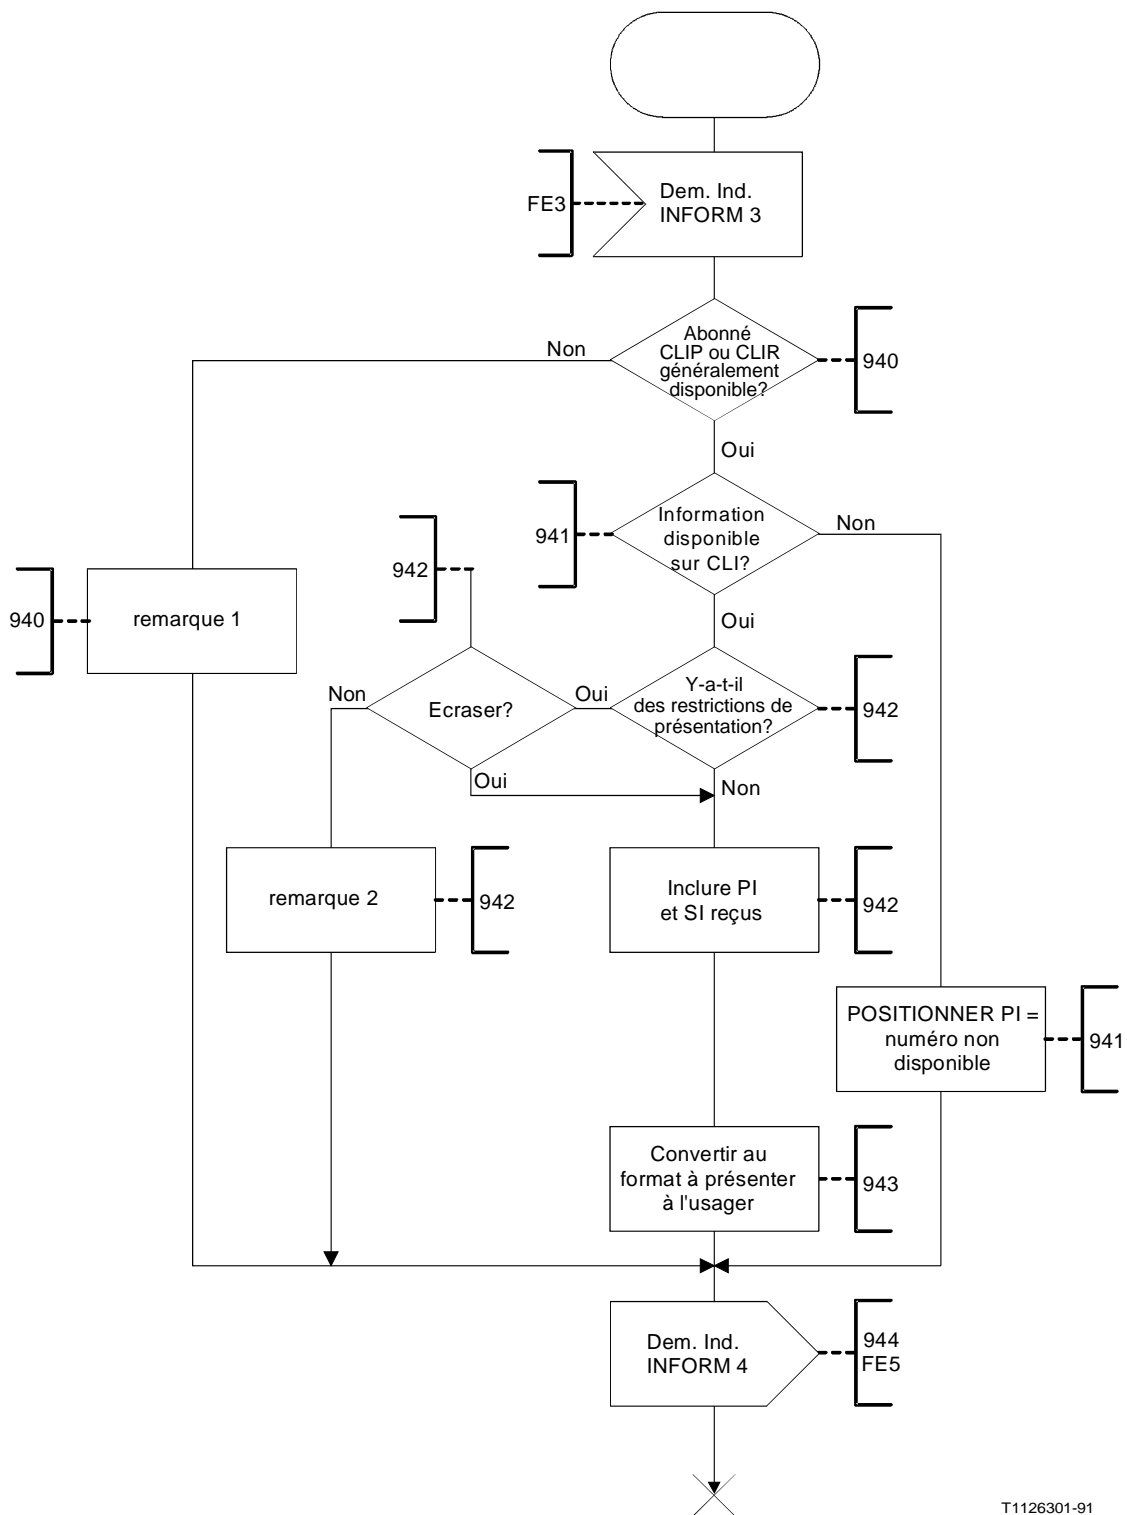 Dem. Ind.
INFORM 3
FE3
Abonné
CLIP ou CLIR
généralement
disponible?
940
Non
Oui
Information
disponible
sur CLI?
941
Non
942
940
remarque 1
Oui
Non
Ecraser?
Oui
Y-a-t-il
des restrictions de
présentation?
942
Oui
Non
remarque 2
942
Inclure PI
et SI reçus
942
POSITIONNER PI =
numéro non
disponible
941
Convertir au
format à présenter
à l'usager
943
Dem. Ind.
INFORM 4
944
FE5
T1126301-91